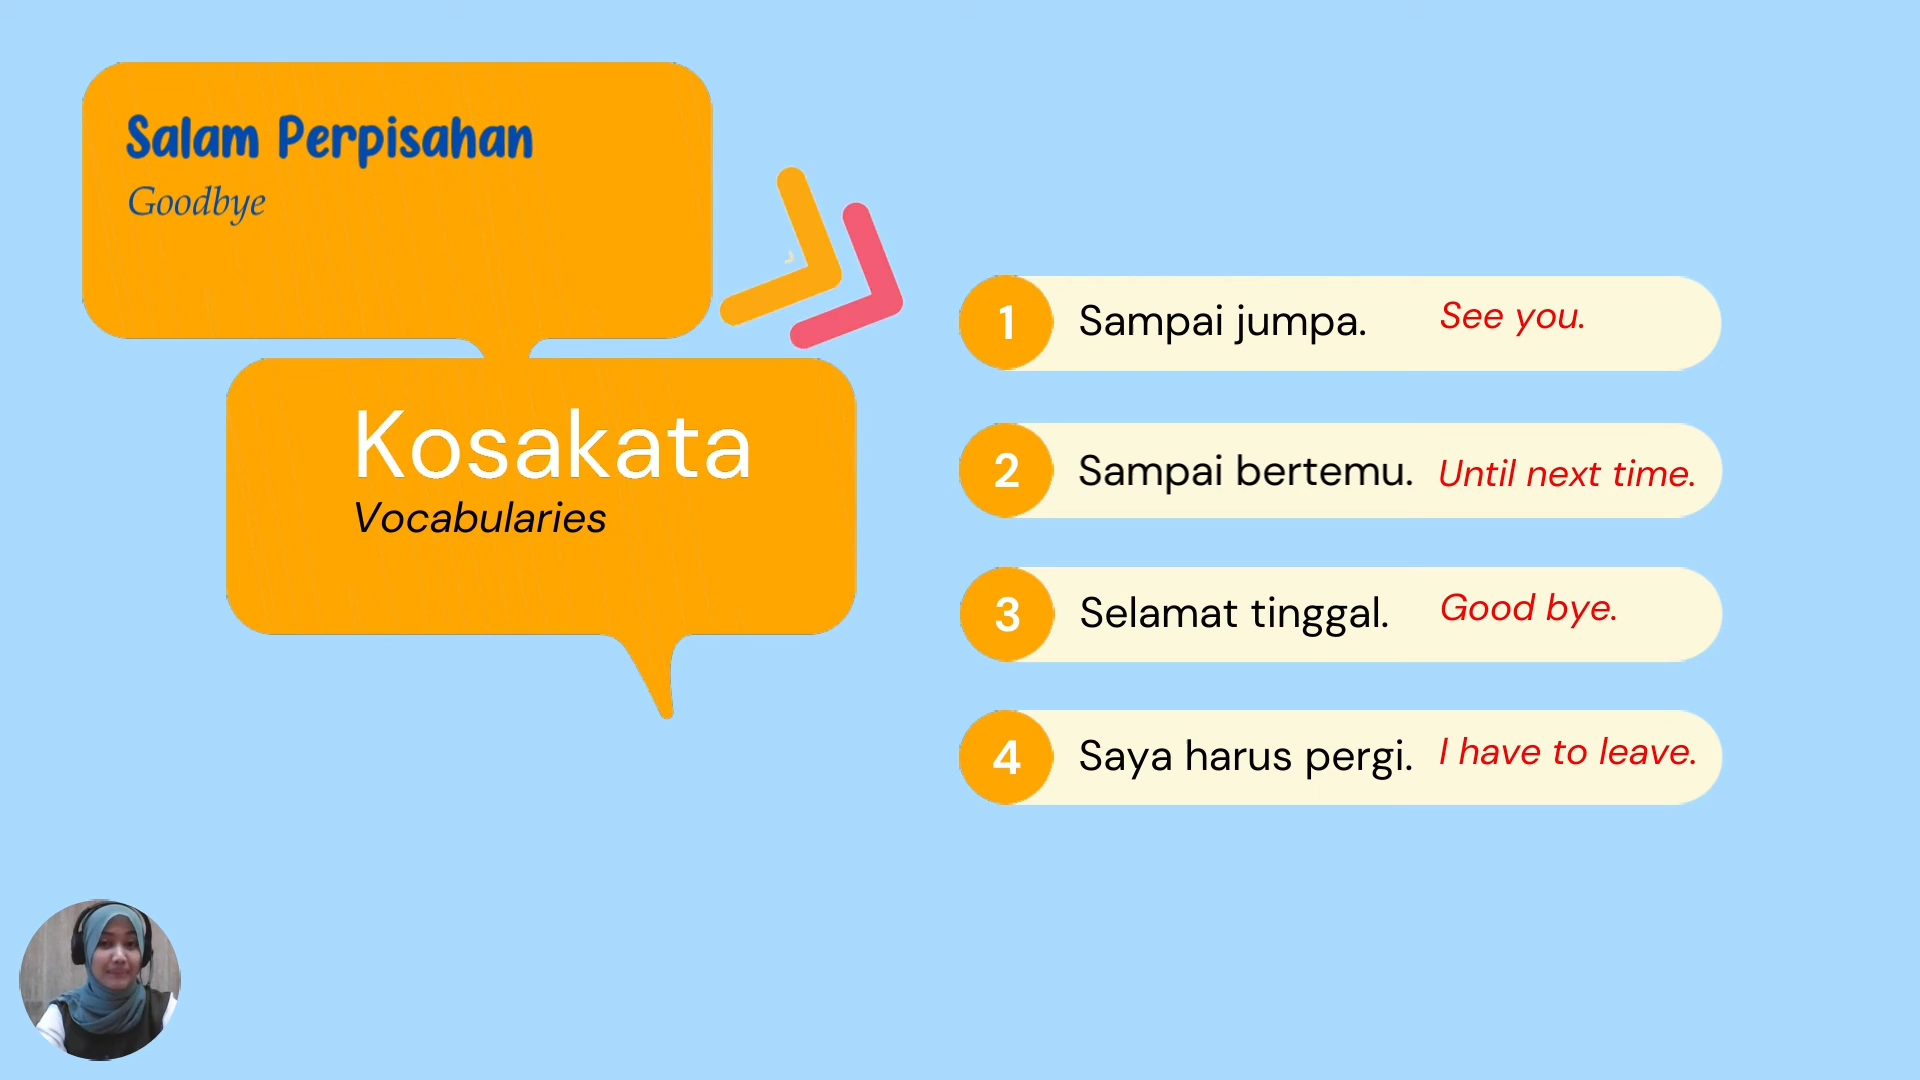 Salam Perpisahan
Goodbye
Kosakata
Vocabularies
1 Sampai jumpa. See you.
2 Sampai bertemu. Until next time.
3 Selamat tinggal. Good bye.
4 Saya harus pergi. I have to leave.